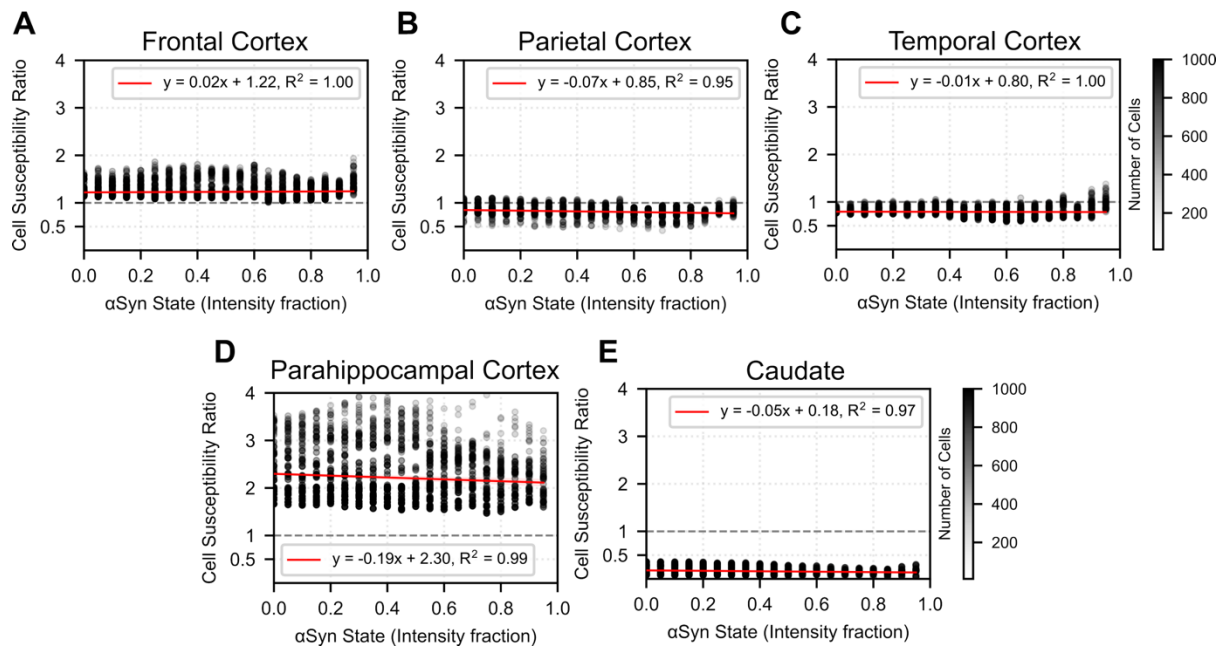 A
Frontal Cortex
Cell Susceptibility Ratio
4
3
2
1
0.5
y = 0.02x + 1.22, R² = 1.00
0.0 0.2 0.4 0.6 0.8 1.0
αSyn State (Intensity fraction)
B
Parietal Cortex
Cell Susceptibility Ratio
4
3
2
1
0.5
y = -0.07x + 0.85, R² = 0.95
0.0 0.2 0.4 0.6 0.8 1.0
αSyn State (Intensity fraction)
C
Temporal Cortex
Cell Susceptibility Ratio
4
3
2
1
0.5
y = -0.01x + 0.80, R² = 1.00
0.0 0.2 0.4 0.6 0.8 1.0
αSyn State (Intensity fraction)
1000
800
600
400
200
Number of Cells
D
Parahippocampal Cortex
Cell Susceptibility Ratio
4
3
2
1
0.5
y = -0.19x + 2.30, R² = 0.99
0.0 0.2 0.4 0.6 0.8 1.0
αSyn State (Intensity fraction)
E
Caudate
Cell Susceptibility Ratio
4
3
2
1
0.5
y = -0.05x + 0.18, R² = 0.97
0.0 0.2 0.4 0.6 0.8 1.0
αSyn State (Intensity fraction)
1000
800
600
400
200
Number of Cells